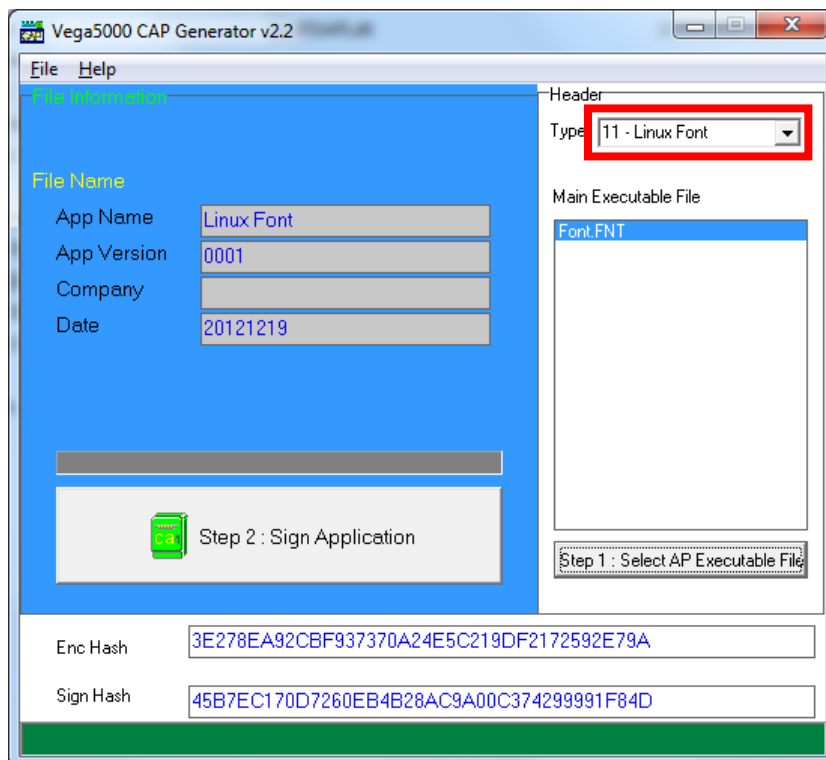 Vega5000 CAP Generator v2.2
File Help
File Information
File Name
App Name Linux Font
App Version 0001
Company
Date 20121219
Step 2 : Sign Application
Header
Type 11 - Linux Font
Main Executable File
Font.FNT
Step 1 : Select AP Executable File
Enc Hash 3E278EA92CBF937370A24E5C219DF2172592E79A
Sign Hash 45B7EC170D7260EB4B28AC9A00C374299991F84D